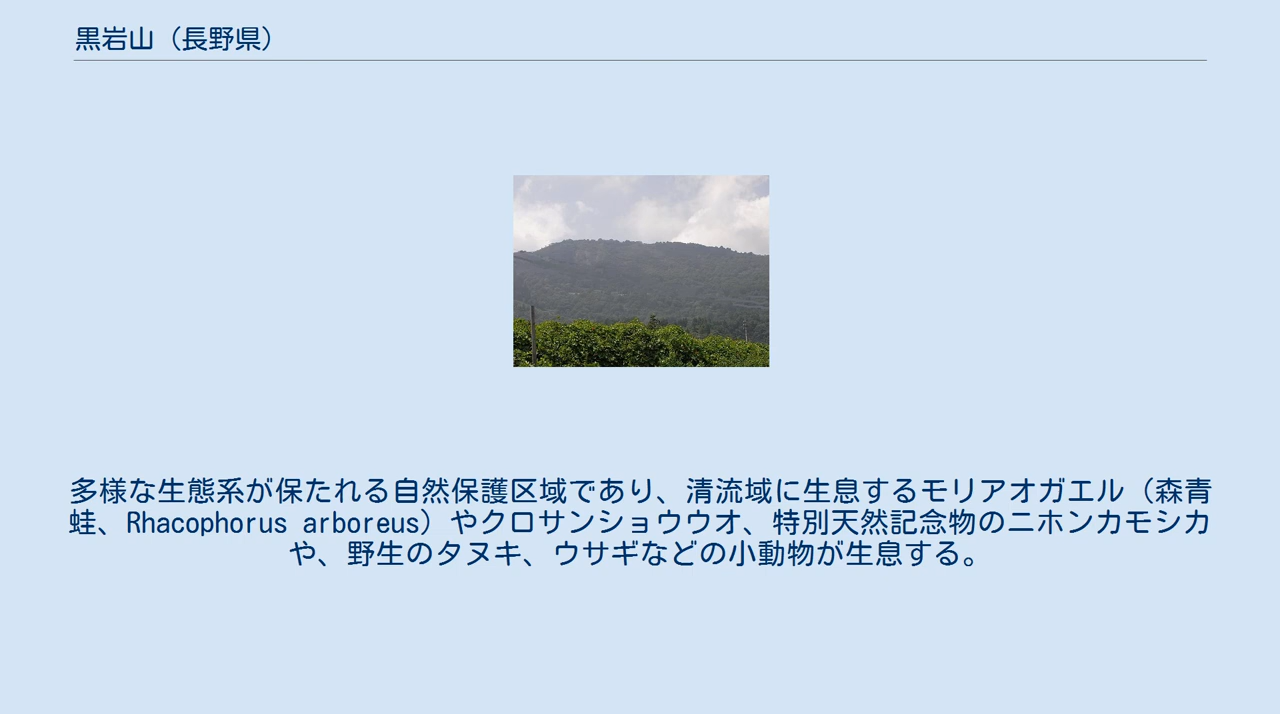 黒岩山（長野県）
多様な生態系が保たれる自然保護区域であり、清流域に生息するモリアオガエル（森青
蛙、Rhacophorus arboreus）やクロサンショウウオ、特別天然記念物のニホンカモシカ
や、野生のタヌキ、ウサギなどの小動物が生息する。